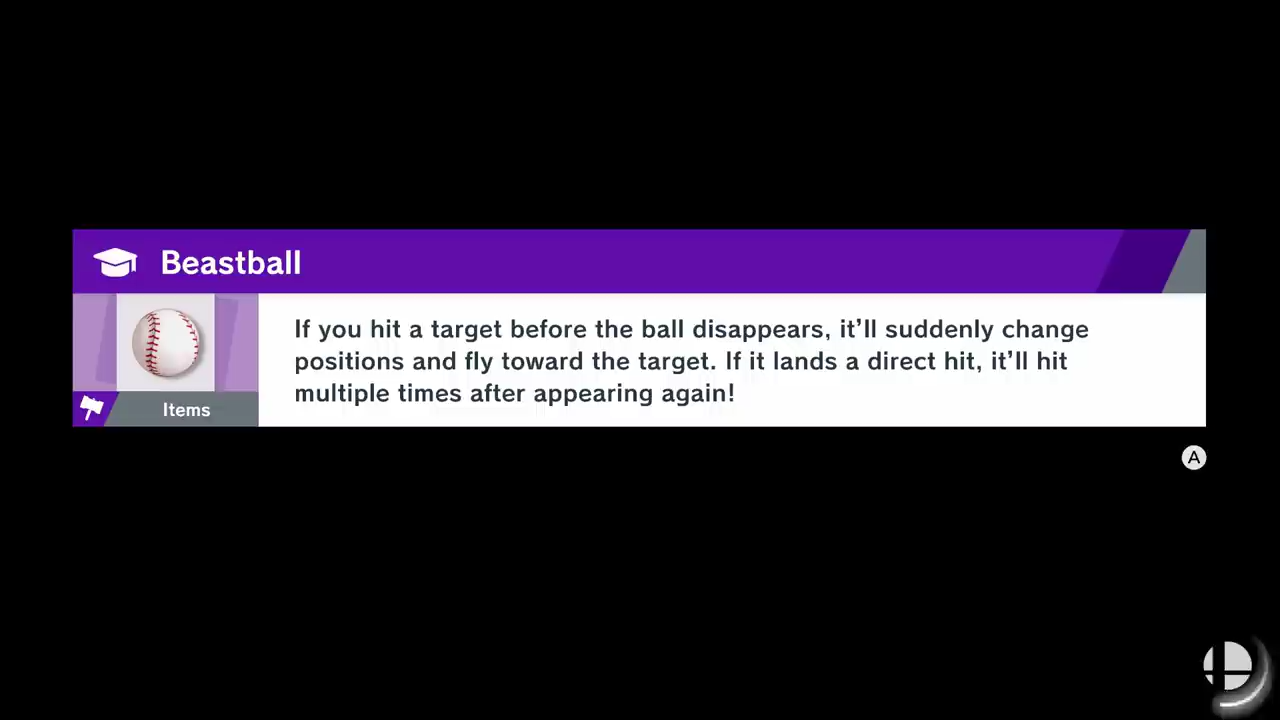 Beastball
If you hit a target before the ball disappears, it’ll suddenly change
positions and fly toward the target. If it lands a direct hit, it’ll hit
multiple times after appearing again!
Items
A